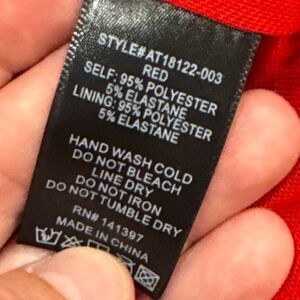 STYLE#AT18122-003
RED
SELF: 95% POLYESTER
5% ELASTANE
LINING: 95% POLYESTER
5% ELASTANE
HAND WASH COLD
DO NOT BLEACH
LINE DRY
DO NOT IRON
DO NOT TUMBLE DRY
RN# 141397
MADE IN CHINA